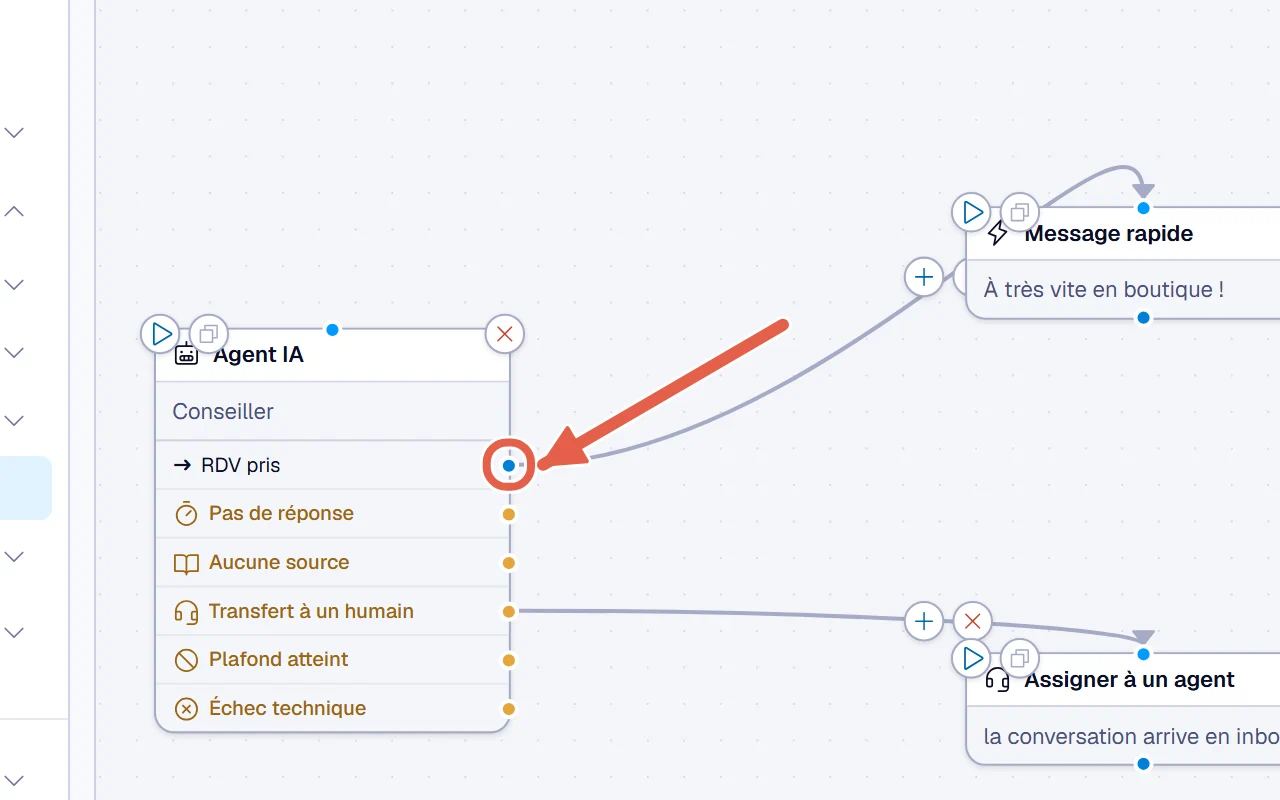 Message rapide
À très vite en boutique !
Agent IA
Conseiller
RDV pris
Pas de réponse
Aucune source
Transfert à un humain
Plafond atteint
Échec technique
Assigner à un agent
la conversation arrive en inbo